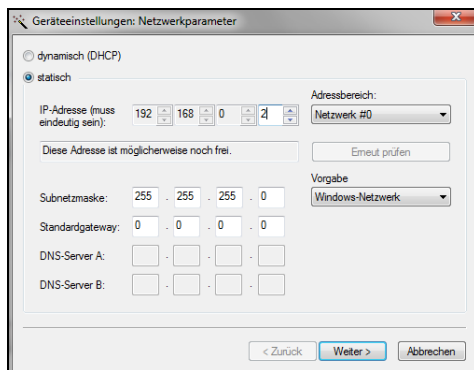 Geräteeinstellungen: Netzwerkparameter
dynamisch (DHCP)
statisch
Adressbereich:
IP-Adresse (muss
eindeutig sein):
192 168 0 2
Netzwerk #0
Diese Adresse ist möglicherweise noch frei.
Erneut prüfen
Vorgabe
Subnetzmaske: 255 . 255 . 255 . 0
Windows-Netzwerk
Standardgateway: 0 . 0 . 0 . 0
DNS-Server A: . . .
DNS-Server B: . . .
< Zurück Weiter > Abbrechen